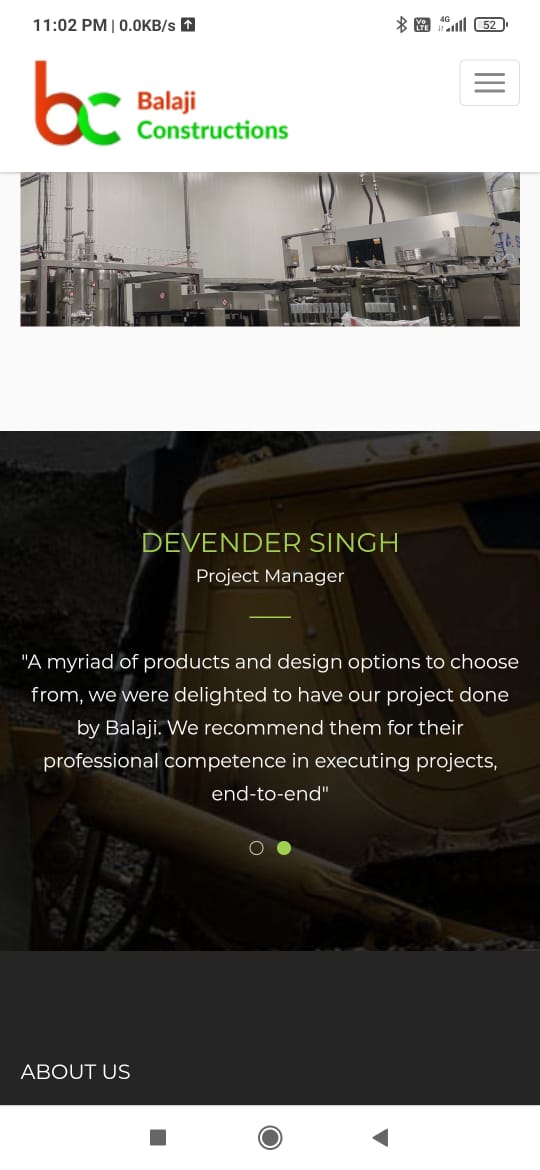 11:02 PM | 0.0KB/s
4G
Vo
LTE
52
bc
Balaji
Constructions
DEVENDER SINGH
Project Manager
"A myriad of products and design options to choose
from, we were delighted to have our project done
by Balaji. We recommend them for their
professional competence in executing projects,
end-to-end"
ABOUT US